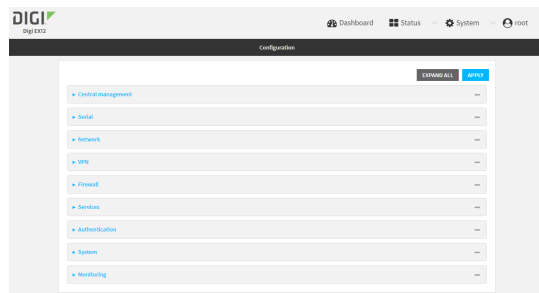 DIGI
Digi EX12
Dashboard
Status
System
root
Configuration
EXPAND ALL
APPLY
Central management
Serial
Network
VPN
Firewall
Services
Authentication
System
Monitoring